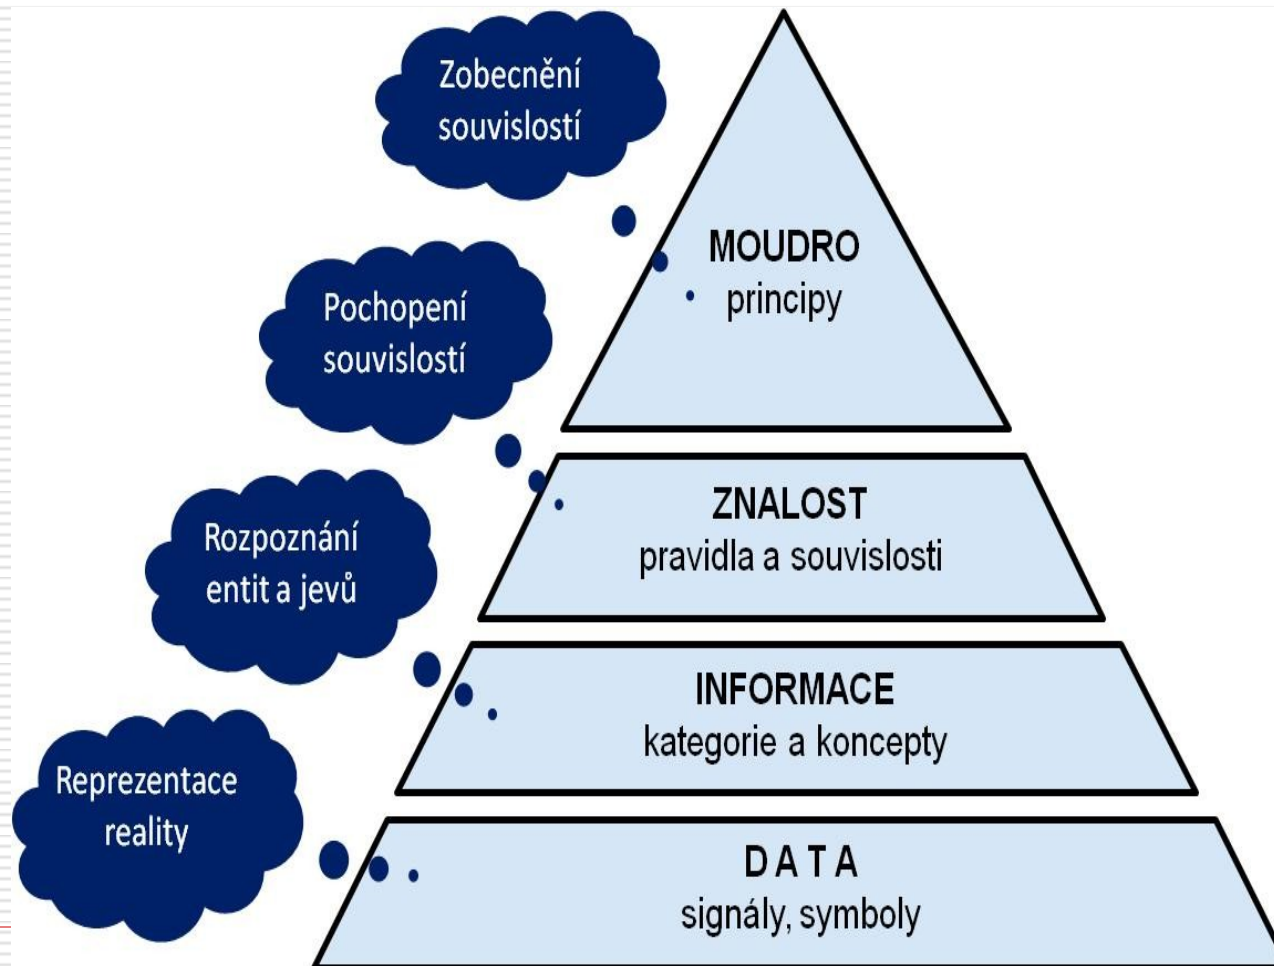 Zobecnění
souvislostí
MOUDRO
principy
Pochopení
souvislostí
ZNALOST
pravidla a souvislosti
Rozpoznání
entit a jevů
INFORMACE
kategorie a koncepty
Reprezentace
reality
DATA
signály, symboly